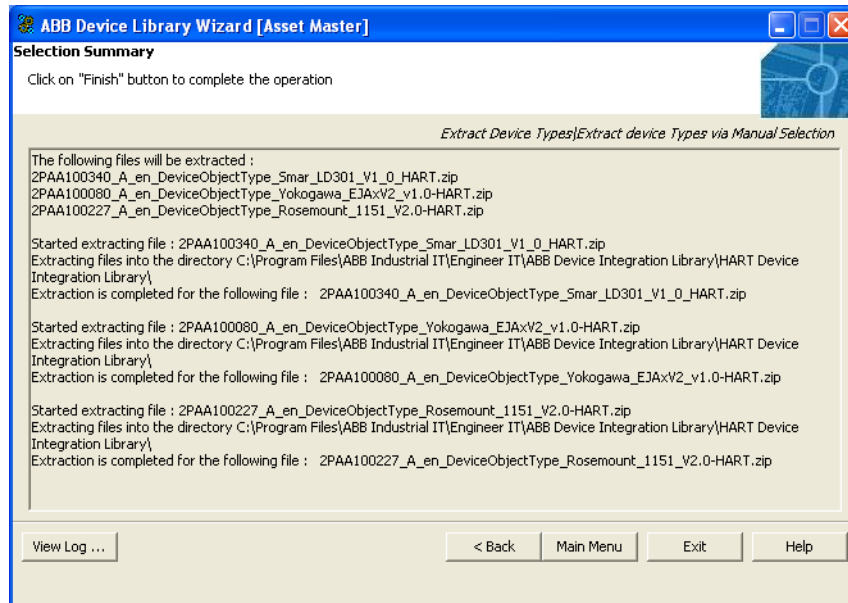 ABB Device Library Wizard [Asset Master]
Selection Summary
Click on "Finish" button to complete the operation
Extract Device Types|Extract device Types via Manual Selection
The following files will be extracted :
2PAA100340_A_en_DeviceObjectType_Smar_LD301_V1_0_HART.zip
2PAA100080_A_en_DeviceObjectType_Yokogawa_EJAxV2_v1.0-HART.zip
2PAA100227_A_en_DeviceObjectType_Rosemount_1151_V2.0-HART.zip
Started extracting file : 2PAA100340_A_en_DeviceObjectType_Smar_LD301_V1_0_HART.zip
Extracting files into the directory C:\Program Files\ABB Industrial IT\Engineer IT\ABB Device Integration Library\HART Device
Integration Library\
Extraction is completed for the following file :   2PAA100340_A_en_DeviceObjectType_Smar_LD301_V1_0_HART.zip
Started extracting file : 2PAA100080_A_en_DeviceObjectType_Yokogawa_EJAxV2_v1.0-HART.zip
Extracting files into the directory C:\Program Files\ABB Industrial IT\Engineer IT\ABB Device Integration Library\HART Device
Integration Library\
Extraction is completed for the following file :   2PAA100080_A_en_DeviceObjectType_Yokogawa_EJAxV2_v1.0-HART.zip
Started extracting file : 2PAA100227_A_en_DeviceObjectType_Rosemount_1151_V2.0-HART.zip
Extracting files into the directory C:\Program Files\ABB Industrial IT\Engineer IT\ABB Device Integration Library\HART Device
Integration Library\
Extraction is completed for the following file :   2PAA100227_A_en_DeviceObjectType_Rosemount_1151_V2.0-HART.zip
View Log ... < Back Main Menu Exit Help